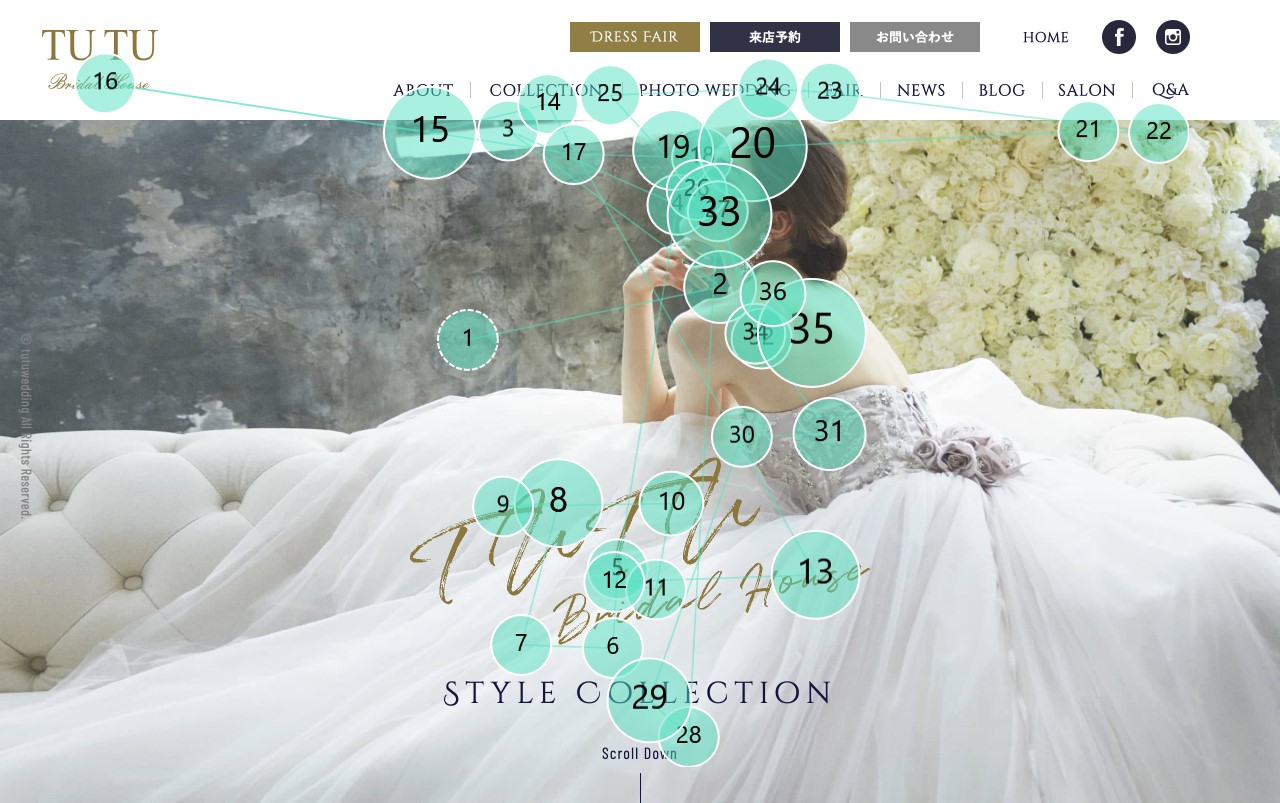 TU TU
Bridal House
DRESS FAIR
来店予約
お問い合わせ
HOME
ABOUT
COLLECTION
PHOTO WEDDING
FAIR
NEWS
BLOG
SALON
Q&A
16
15
3
14
17
25
24
23
19
20
21
22
26
4
33
2
36
1
34
35
30
31
9
8
10
5
12
11
13
7
6
29
28
© tutuwedding All Rights Reserved.
TuTu
Bridal House
STYLE COLLECTION
Scroll Down